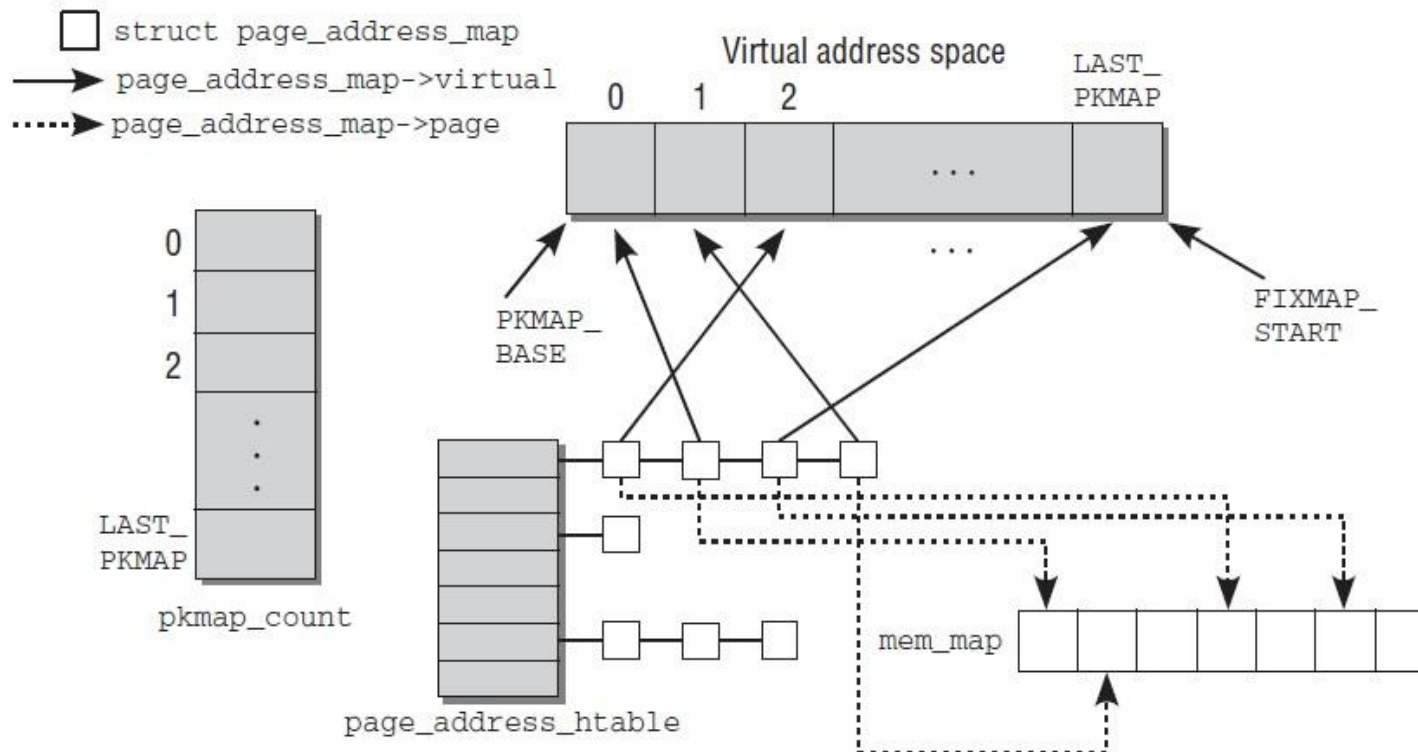 struct page_address_map
page_address_map->virtual
page_address_map->page
Virtual address space
0
1
2
LAST_
PKMAP
...
...
PKMAP_
BASE
FIXMAP_
START
0
1
2
.
.
.
LAST_
PKMAP
pkmap_count
page_address_htable
mem_map